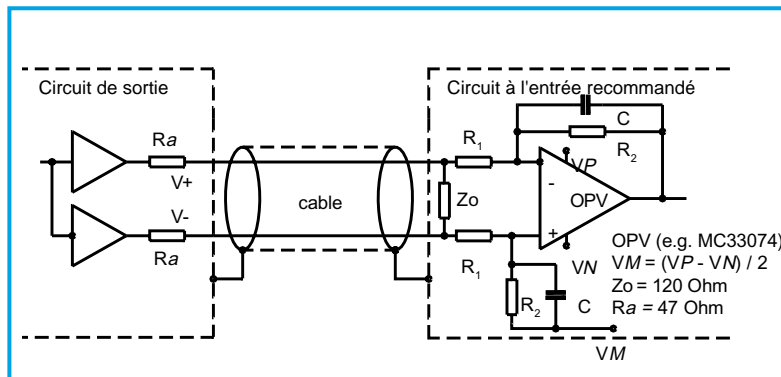 Circuit de sortie
Circuit à l'entrée recommandé
Ra
V+
V-
Ra
cable
Zo
R1
R1
C
R2
VP
-
OPV
+
VN
R2
C
VM
OPV (e.g. MC33074)
VM = (VP - VN) / 2
Zo = 120 Ohm
Ra = 47 Ohm